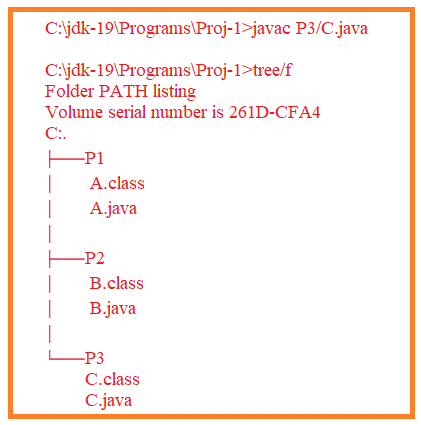 C:\jdk-19\Programs\Proj-1>javac P3/C.java
C:\jdk-19\Programs\Proj-1>tree/f
Folder PATH listing
Volume serial number is 261D-CFA4
C:.
├───P1
│ A.class
│ A.java
│
├───P2
│ B.class
│ B.java
│
└───P3
C.class
C.java